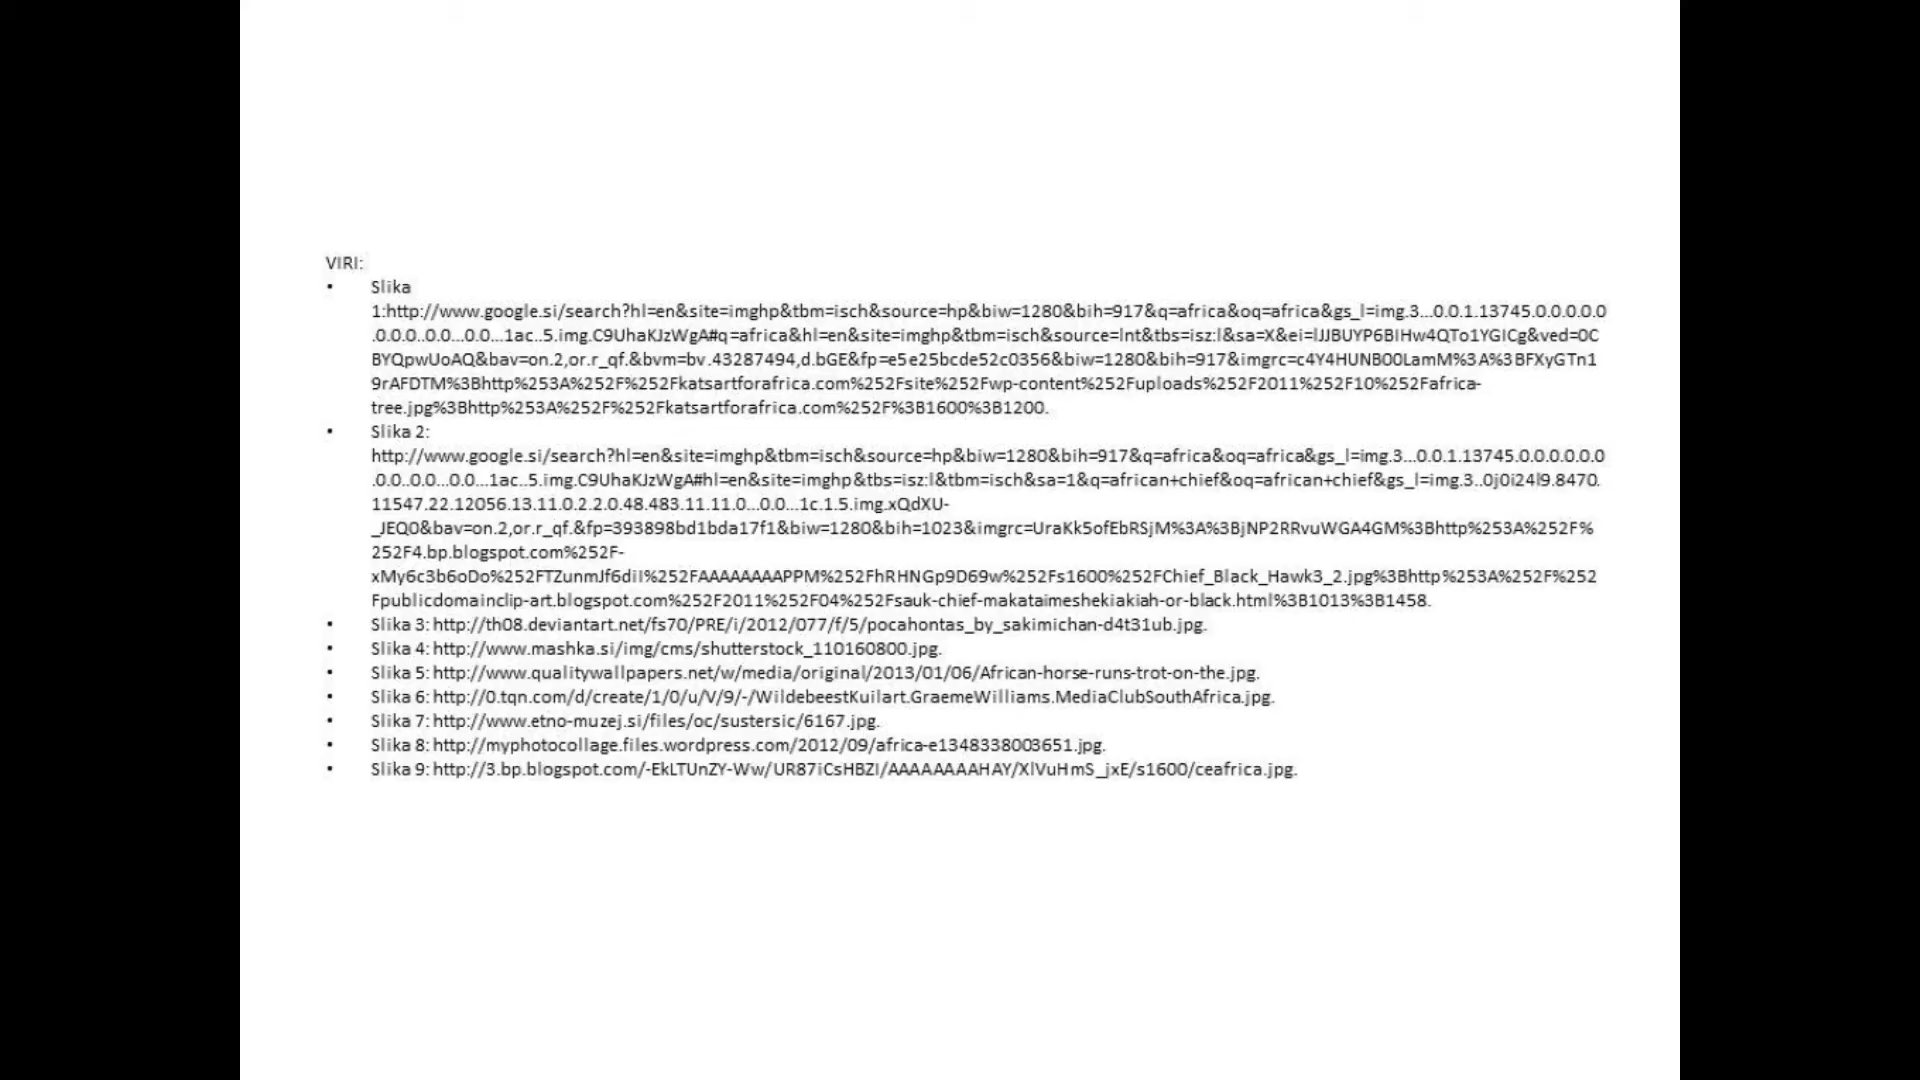 VIRI:
• Slika
1:http://www.google.si/search?hl=en&site=imghp&tbm=isch&source=hp&biw=1280&bih=917&q=africa&oq=africa&gs_l=img.3...0.0.1.13745.0.0.0.0.0
.0.0.0..0.0...0.0...1ac..5.img.C9UhaKJzWgA#q=africa&hl=en&site=imghp&tbm=isch&source=lnt&tbs=isz:l&sa=X&ei=lJJBUYP6BIHw4QTo1YGICg&ved=0C
BYQpwUoAQ&bav=on.2,or.r_qf.&bvm=bv.43287494,d.bGE&fp=e5e25bcde52c0356&biw=1280&bih=917&imgrc=c4Y4HUNB00LamM%3A%3BFXyGTn1
9rAFDTM%3Bhttp%253A%252F%252Fkatsartforafrica.com%252Fsite%252Fwp-content%252Fuploads%252F2011%252F10%252Fafrica-
tree.jpg%3Bhttp%253A%252F%252Fkatsartforafrica.com%252F%3B1600%3B1200.
• Slika 2:
http://www.google.si/search?hl=en&site=imghp&tbm=isch&source=hp&biw=1280&bih=917&q=africa&oq=africa&gs_l=img.3...0.0.1.13745.0.0.0.0.0
.0.0..0.0...0.0...1ac..5.img.C9UhaKJzWgA#hl=en&site=imghp&tbs=isz:l&tbm=isch&sa=1&q=african+chief&oq=african+chief&gs_l=img.3..0j0i24l9.8470.
11547.22.12056.13.11.0.2.2.0.48.483.11.11.0...0.0...1c.1.5.img.xQdXU-
_JEQ0&bav=on.2,or.r_qf.&fp=393898bd1bda17f1&biw=1280&bih=1023&imgrc=UraKk5ofEbRSjM%3A%3BjNP2RRvuWGA4GM%3Bhttp%253A%252F%
252F4.bp.blogspot.com%252F-
xMy6c3b6oDo%252FTZunmJf6diI%252FAAAAAAAAPPM%252FhRHNGp9D69w%252Fs1600%252FChief_Black_Hawk3_2.jpg%3Bhttp%253A%252F%252
Fpublicdomainclip-art.blogspot.com%252F2011%252F04%252Fsauk-chief-makataimeshekiakiah-or-black.html%3B1013%3B1458.
• Slika 3: http://th08.deviantart.net/fs70/PRE/i/2012/077/f/5/pocahontas_by_sakimichan-d4t31ub.jpg.
• Slika 4: http://www.mashka.si/img/cms/shutterstock_110160800.jpg.
• Slika 5: http://www.qualitywallpapers.net/w/media/original/2013/01/06/African-horse-runs-trot-on-the.jpg.
• Slika 6: http://0.tqn.com/d/create/1/0/u/V/9/-/WildebeestKuilart.GraemeWilliams.MediaClubSouthAfrica.jpg.
• Slika 7: http://www.etno-muzej.si/files/oc/sustersic/6167.jpg.
• Slika 8: http://myphotocollage.files.wordpress.com/2012/09/africa-e1348338003651.jpg.
• Slika 9: http://3.bp.blogspot.com/-EkLTUnZY-Ww/UR87iCsHBZI/AAAAAAAAHAY/XlVuHmS_jxE/s1600/ceafrica.jpg.